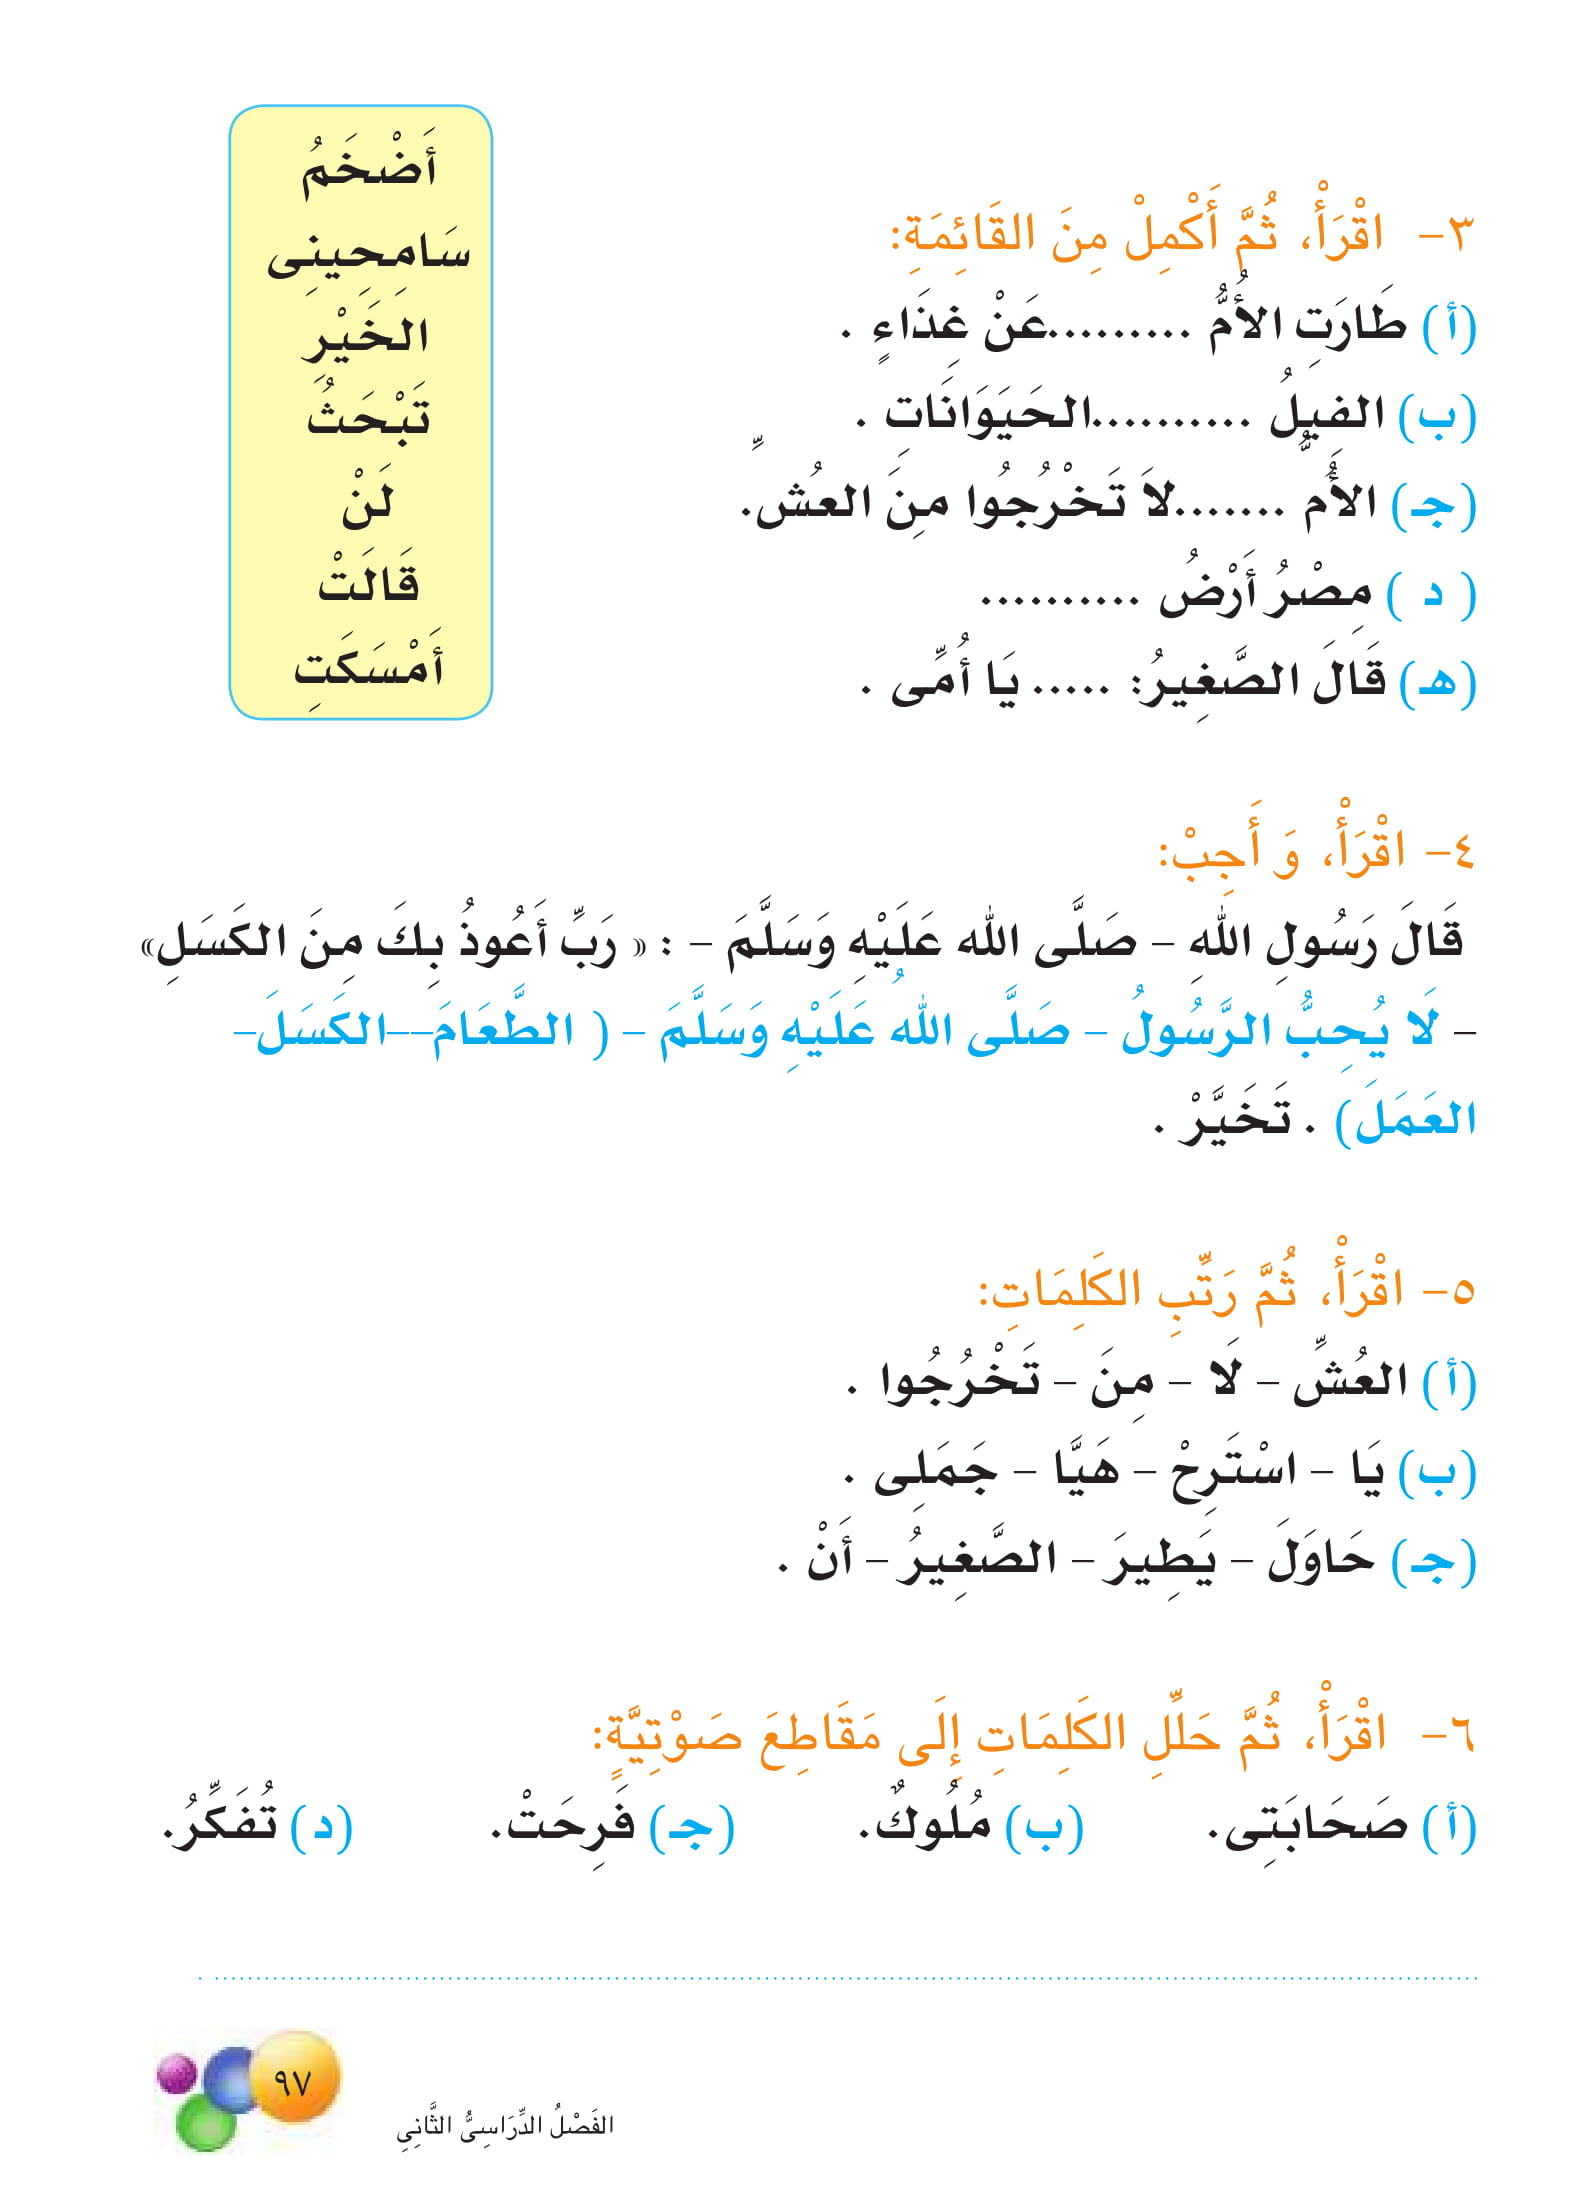 ٣- اقْرَأْ، ثُمَّ أَكْمِلْ مِنَ القَائِمَةِ:
(أ) طَارَتِ الأُمُّ .........عَنْ غِذَاءٍ .
(ب) الفِيلُ ..........الحَيَوَانَاتِ .
(جـ) الأُمُّ .......لاَ تَخْرُجُوا مِنَ العُشِّ.
( د ) مِصْرُ أَرْضُ ..........
(هـ) قَالَ الصَّغِيرُ: ..... يَا أُمِّى .
أَضْخَمُ
سَامِحِينِى
الخَيْرِ
تَبْحَثُ
لَنْ
قَالَتْ
أَمْسَكَتِ
٤- اقْرَأْ، وَ أَجِبْ:
قَالَ رَسُولِ اللهِ – صَلَّى الله عَلَيْهِ وَسَلَّمَ – : « رَبِّ أَعُوذُ بِكَ مِنَ الكَسَلِ»
– لَا يُحِبُّ الرَّسُولُ – صَلَّى اللهُ عَلَيْهِ وَسَلَّمَ – ( الطَّعَامَ––الكَسَلَ–
العَمَلَ) . تَخَيَّرْ .
٥- اقْرَأْ، ثُمَّ رَتِّبِ الكَلِمَاتِ:
(أ) العُشِّ – لَا – مِنَ – تَخْرُجُوا .
(ب) يَا – اسْتَرِحْ – هَيَّا – جَمَلِى .
(جـ) حَاوَلَ – يَطِيرَ – الصَّغِيرُ – أَنْ .
٦- اقْرَأْ، ثُمَّ حَلِّلِ الكَلِمَاتِ إِلَى مَقَاطِعَ صَوْتِيَّةٍ:
(أ) صَحَابَتِى. (ب) مُلُوكٌ. (جـ) فَرِحَتْ. (د) تُفَكِّرُ.
الفَصْلُ الدِّرَاسِىُّ الثَّانِى
٩٧